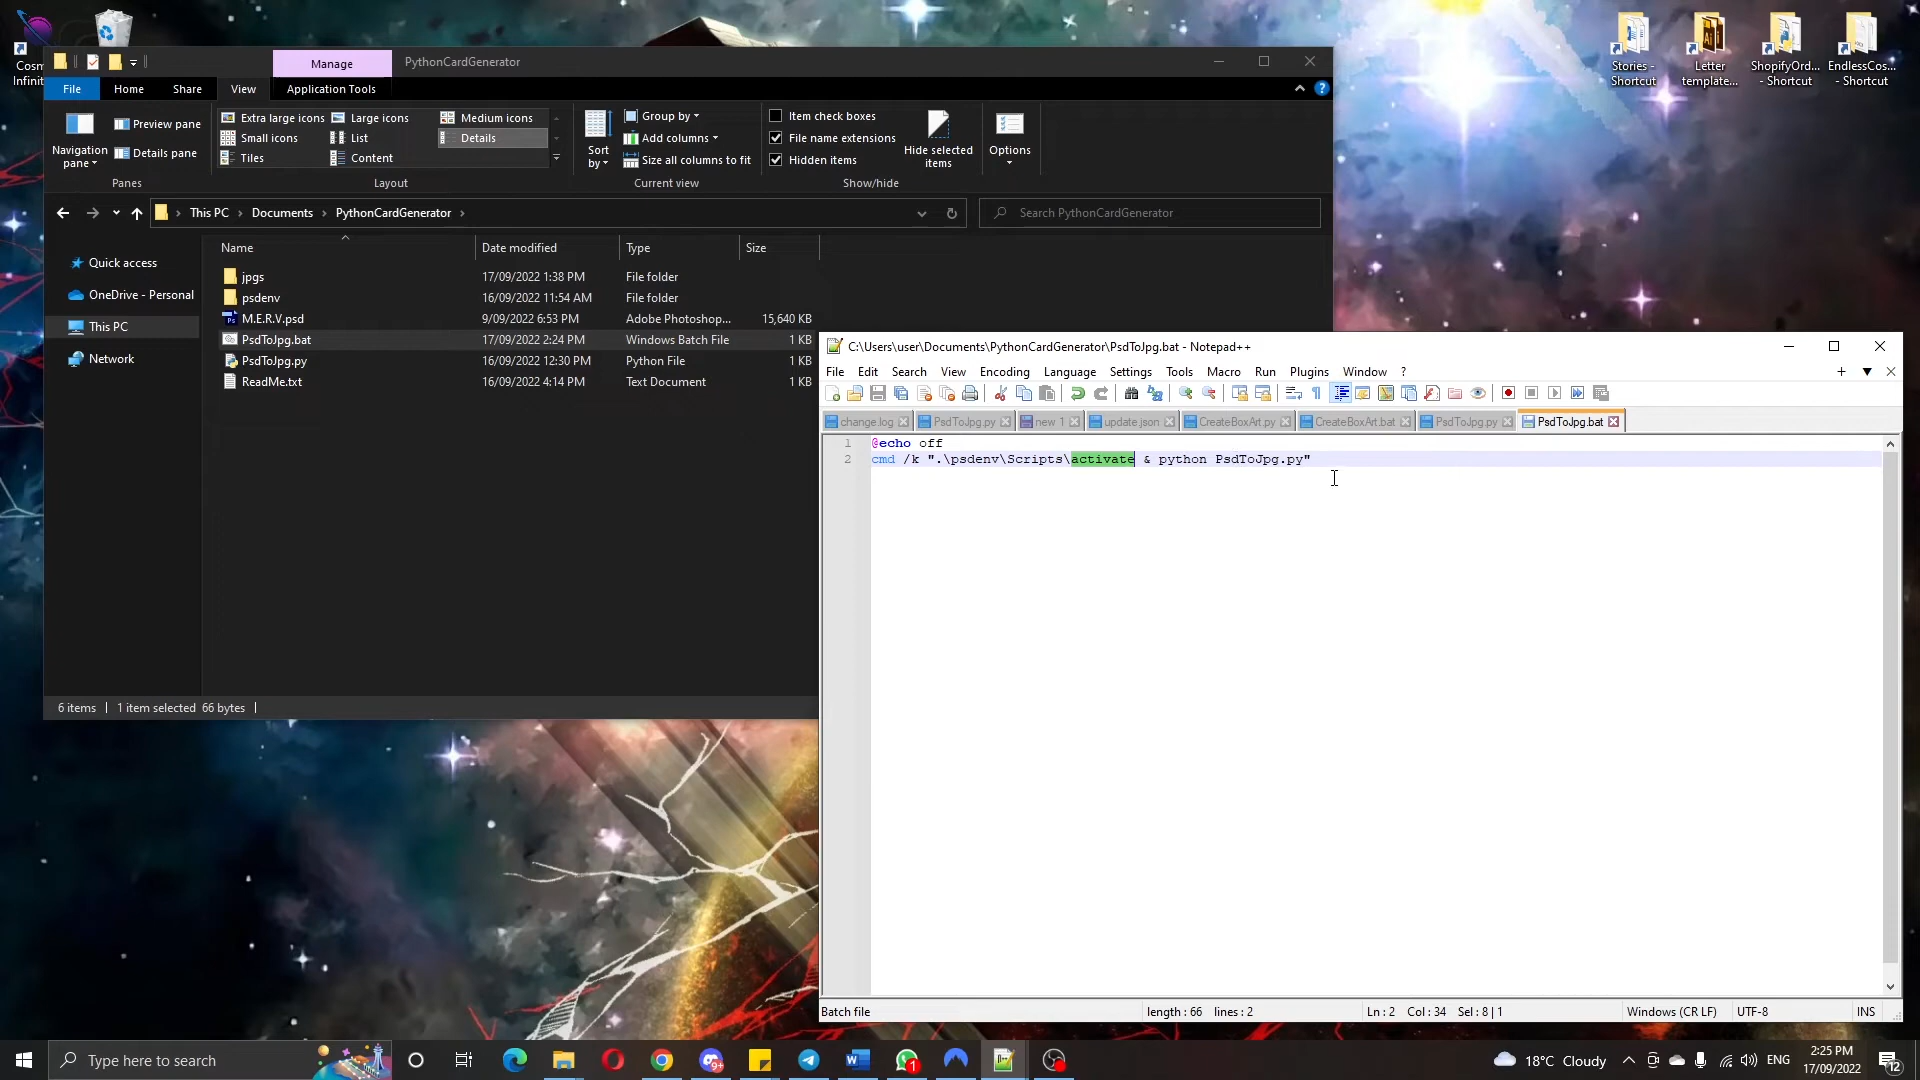 Cosm
Infinit
Stories -
Shortcut
Letter
template...
ShopifyOrd...
- Shortcut
EndlessCos...
- Shortcut
Manage
PythonCardGenerator
File
Home
Share
View
Application Tools
Navigation
pane
Preview pane
Details pane
Panes
Extra large icons
Large icons
Medium icons
Small icons
List
Details
Tiles
Content
Layout
Sort
by
Group by
Add columns
Size all columns to fit
Current view
Item check boxes
File name extensions
Hidden items
Hide selected
items
Show/hide
Options
This PC > Documents > PythonCardGenerator >
Search PythonCardGenerator
Quick access
OneDrive - Personal
This PC
Network
Name Date modified Type Size
jpgs 17/09/2022 1:38 PM File folder
psdenv 16/09/2022 11:54 AM File folder
M.E.R.V.psd 9/09/2022 6:53 PM Adobe Photoshop... 15,640 KB
PsdToJpg.bat 17/09/2022 2:24 PM Windows Batch File 1 KB
PsdToJpg.py 16/09/2022 12:30 PM Python File 1 KB
ReadMe.txt 16/09/2022 4:14 PM Text Document 1 KB
6 items | 1 item selected 66 bytes |
C:\Users\user\Documents\PythonCardGenerator\PsdToJpg.bat - Notepad++
File Edit Search View Encoding Language Settings Tools Macro Run Plugins Window ?
change.log PsdToJpg.py new 1 update.json CreateBoxArt.py CreateBoxArt.bat PsdToJpg.py PsdToJpg.bat
1 @echo off
2 cmd /k ".\psdenv\Scripts\activate & python PsdToJpg.py"
Batch file length : 66 lines : 2 Ln : 2 Col : 34 Sel : 8 | 1 Windows (CR LF) UTF-8 INS
Type here to search
9+
1
18°C Cloudy
ENG
2:25 PM
17/09/2022
12